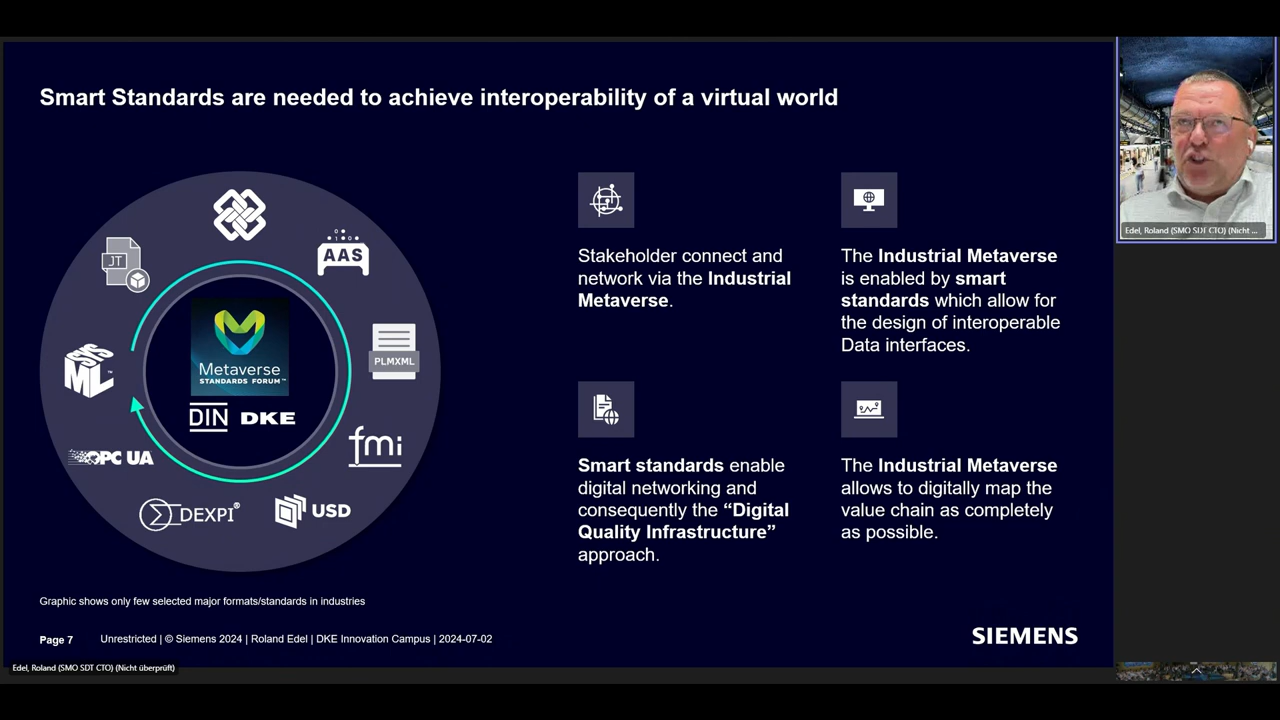 Smart Standards are needed to achieve interoperability of a virtual world
JT
AAS
SYS
ML™
PLMXML
Metaverse
STANDARDS FORUM™
DIN DKE
OPC UA
fmi
DEXPI®
USD
Stakeholder connect and
network via the Industrial
Metaverse.
The Industrial Metaverse
is enabled by smart
standards which allow for
the design of interoperable
Data interfaces.
Smart standards enable
digital networking and
consequently the “Digital
Quality Infrastructure”
approach.
The Industrial Metaverse
allows to digitally map the
value chain as completely
as possible.
Graphic shows only few selected major formats/standards in industries
Page 7 Unrestricted | © Siemens 2024 | Roland Edel | DKE Innovation Campus | 2024-07-02
SIEMENS
Edel, Roland (SMO SDT CTO) (Nicht überprüft)
Edel, Roland (SMO SDT CTO) (Nicht ...